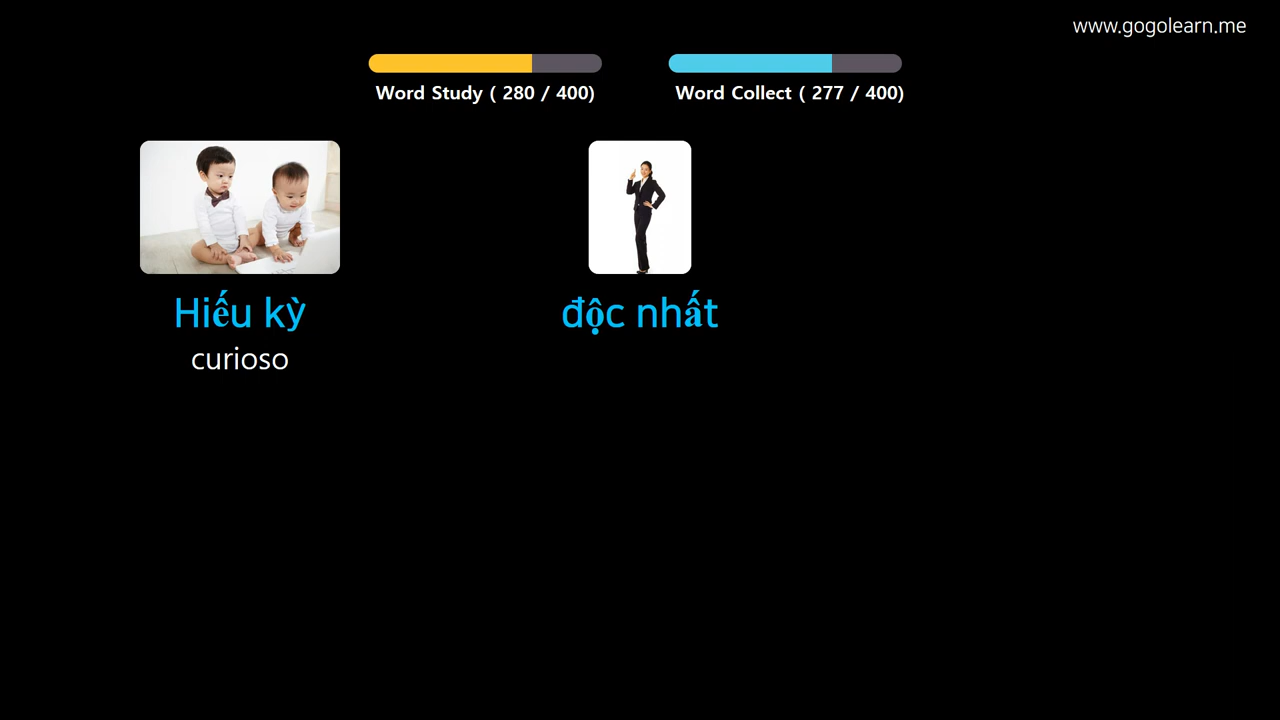 www.gogolearn.me
Word Study ( 280 / 400)
Word Collect ( 277 / 400)
Hiếu kỳ
độc nhất
curioso